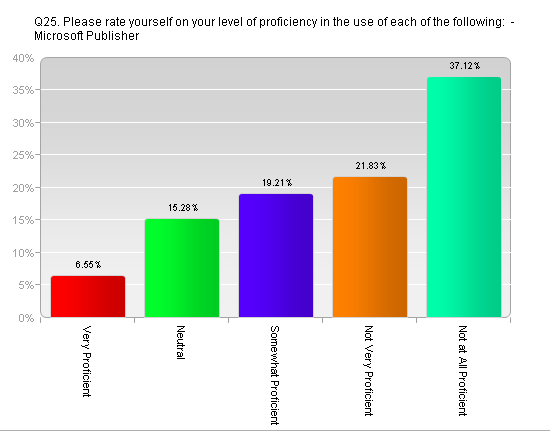 Q25. Please rate yourself on your level of proficiency in the use of each of the following:  -
Microsoft Publisher
40%
35%
30%
25%
20%
15%
10%
5%
0%
6.55%
15.28%
19.21%
21.83%
37.12%
Very Proficient
Neutral
Somewhat Proficient
Not Very Proficient
Not at All Proficient